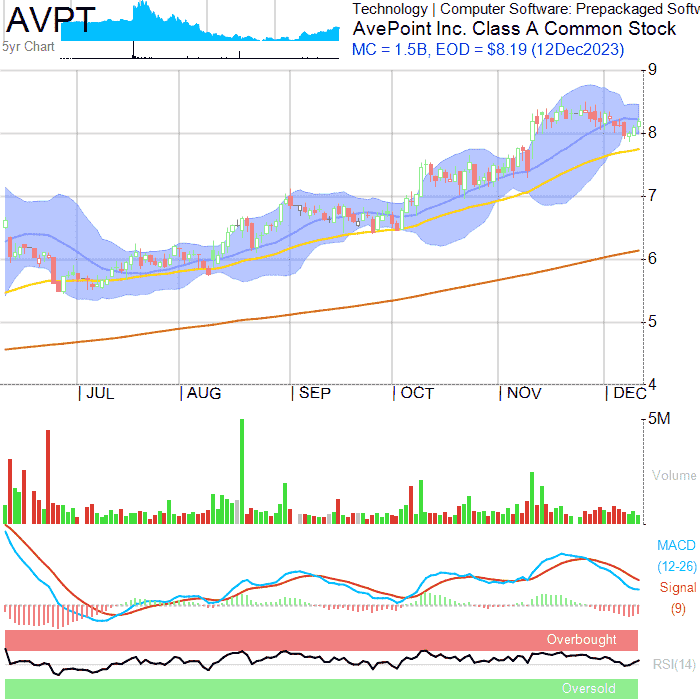 AVPT
5yr Chart
Technology | Computer Software: Prepackaged Softw
AvePoint Inc. Class A Common Stock
MC = 1.5B, EOD = $8.19 (12Dec2023)
9
8
7
6
5
4
JUL AUG SEP OCT NOV DEC
5M
Volume
MACD
(12-26)
Signal
(9)
Overbought
RSI(14)
Oversold